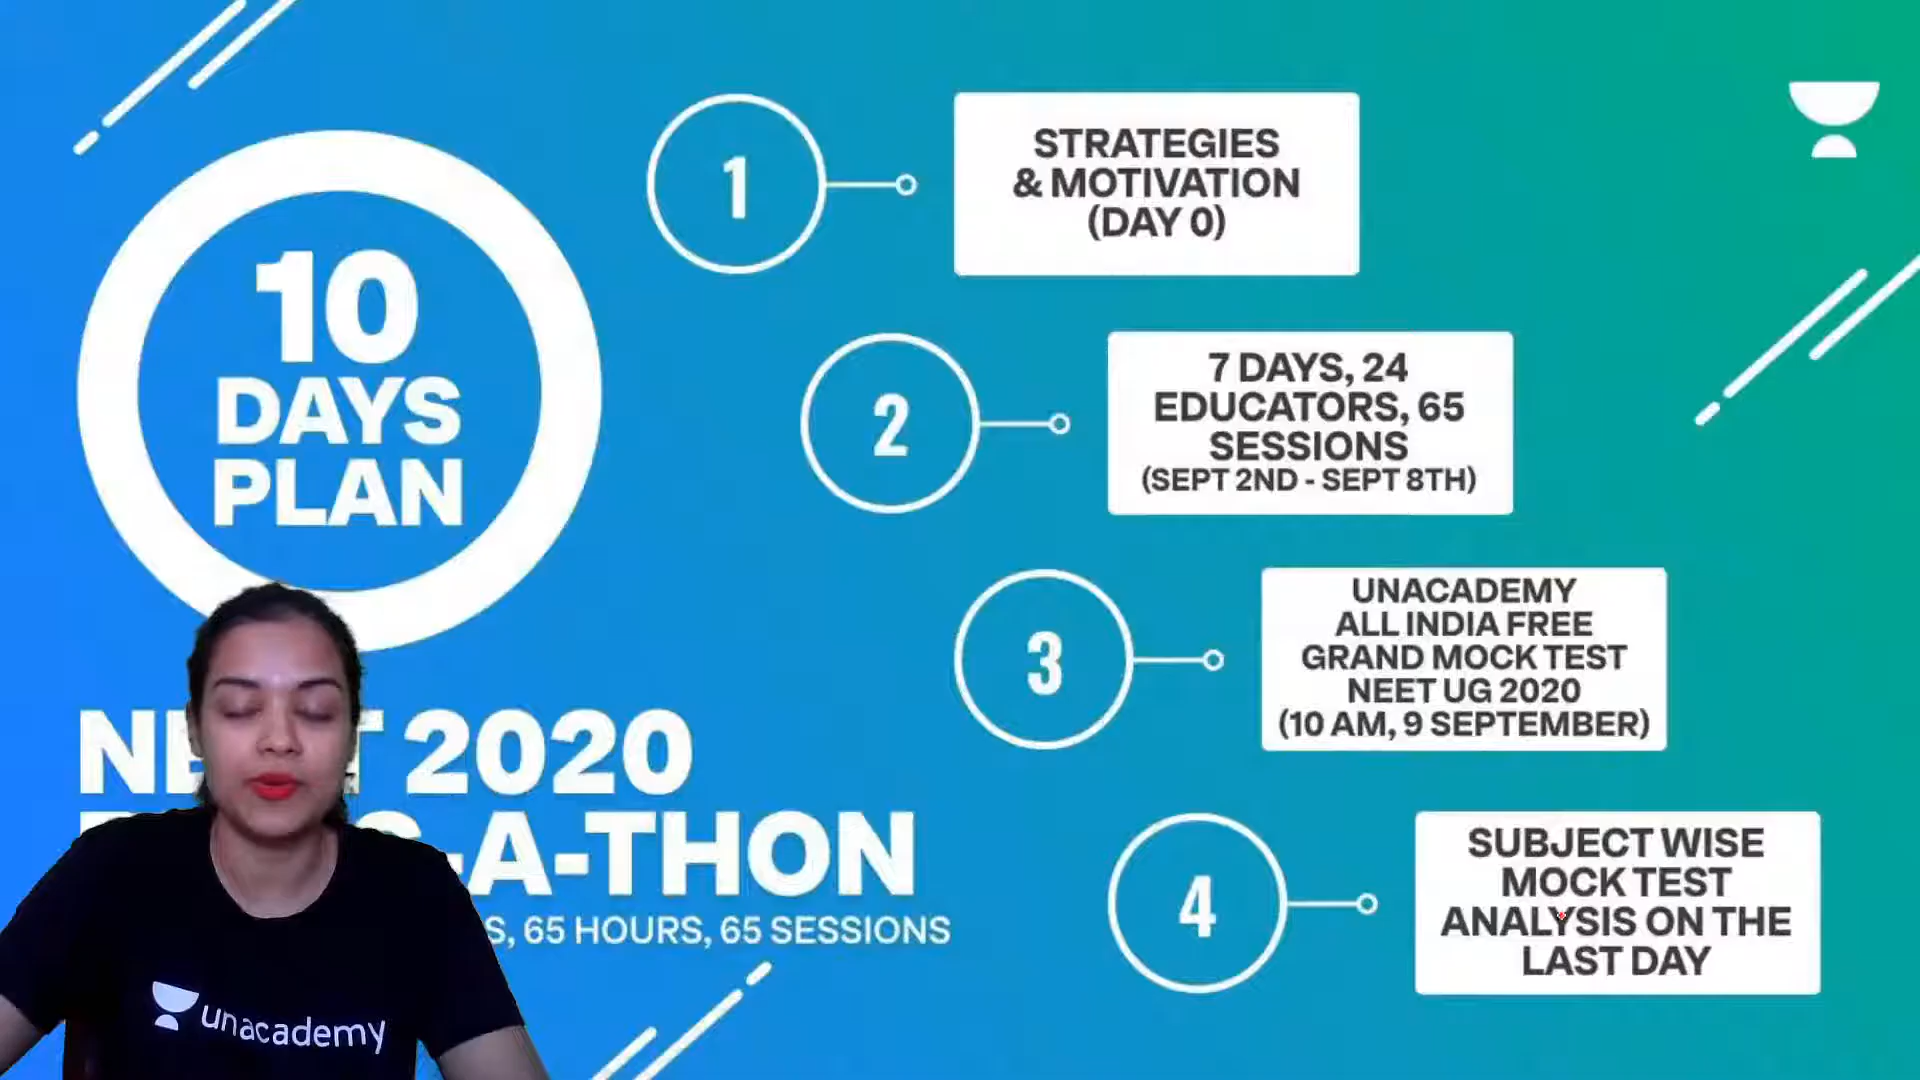 10
DAYS
PLAN
2020
-A-THON
65 HOURS, 65 SESSIONS
1
STRATEGIES
& MOTIVATION
(DAY 0)
2
7 DAYS, 24
EDUCATORS, 65
SESSIONS
(SEPT 2ND - SEPT 8TH)
3
UNACADEMY
ALL INDIA FREE
GRAND MOCK TEST
NEET UG 2020
(10 AM, 9 SEPTEMBER)
4
SUBJECT WISE
MOCK TEST
ANALYSIS ON THE
LAST DAY
unacademy